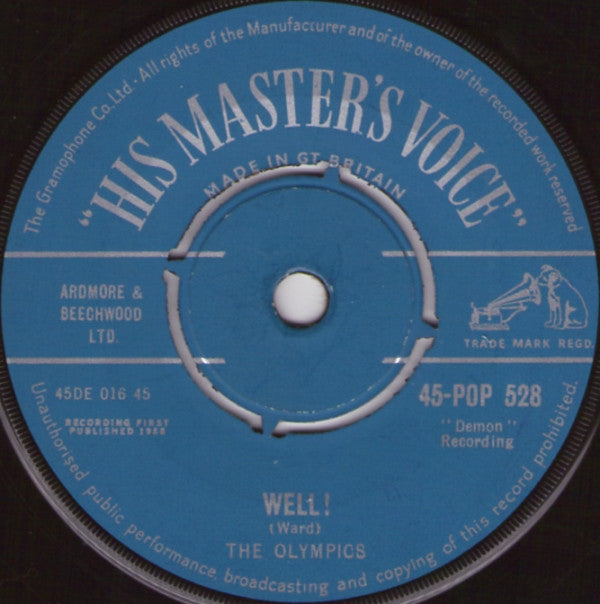 The Gramophone Co. Ltd · All rights of the Manufacturer and of the owner of the recorded work reserved
"HIS MASTER'S VOICE"
MADE IN GT BRITAIN
ARDMORE &
BEECHWOOD
LTD.
TRADE MARK REGD.
45DE 016 45
45-POP 528
RECORDING FIRST
PUBLISHED 1958
"Demon"
Recording
WELL!
(Ward)
THE OLYMPICS
Unauthorised public performance, broadcasting and copying of this record prohibited.